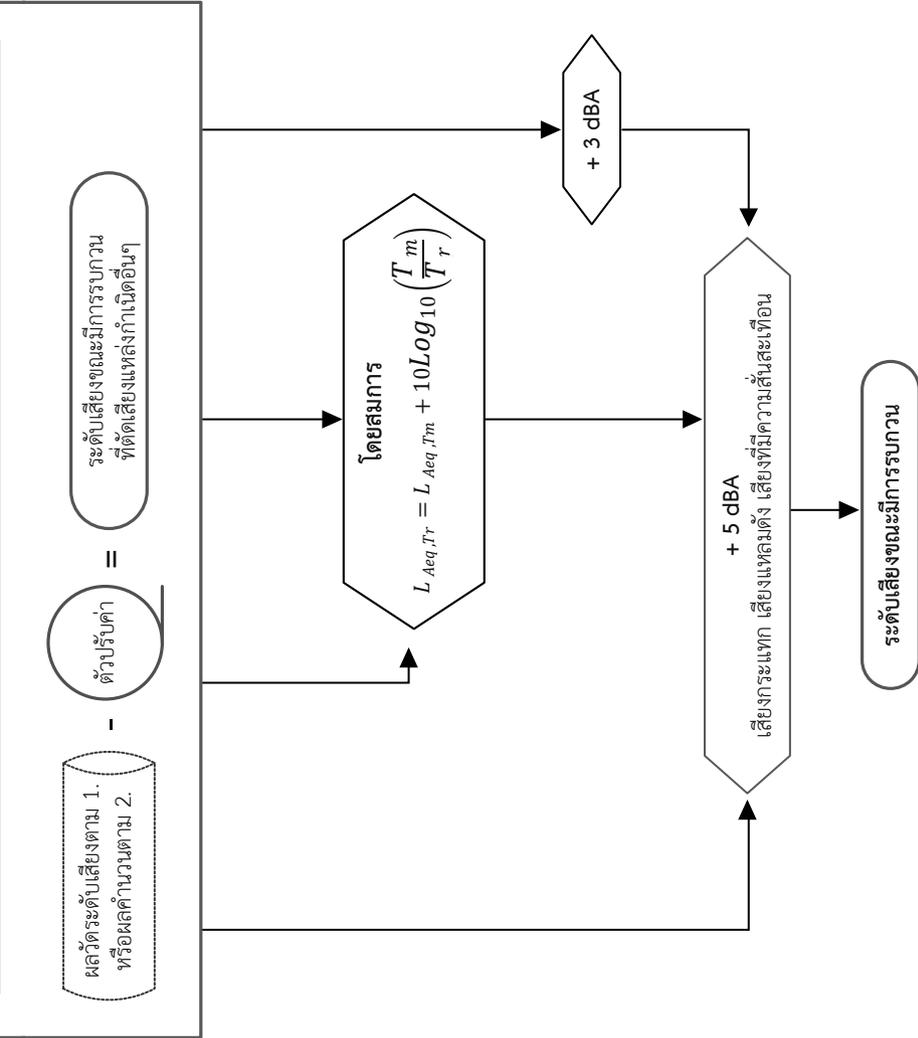 ผลวัดระดับเสียงตาม 1.
หรือผลคำนวนตาม 2.
-
ตัวปรับค่า
=
ระดับเสียงขณะมีการรบกวน
ที่ตัดเสียงแหล่งกำเนิดอื่นๆ
โดยสมการ
L Aeq,Tr = L Aeq,Tm + 10Log10 (T m / T r)
+ 3 dBA
+ 5 dBA
เสียงกระแทก เสียงแหลมดัง เสียงที่มีความสั่นสะเทือน
ระดับเสียงขณะมีการรบกวน